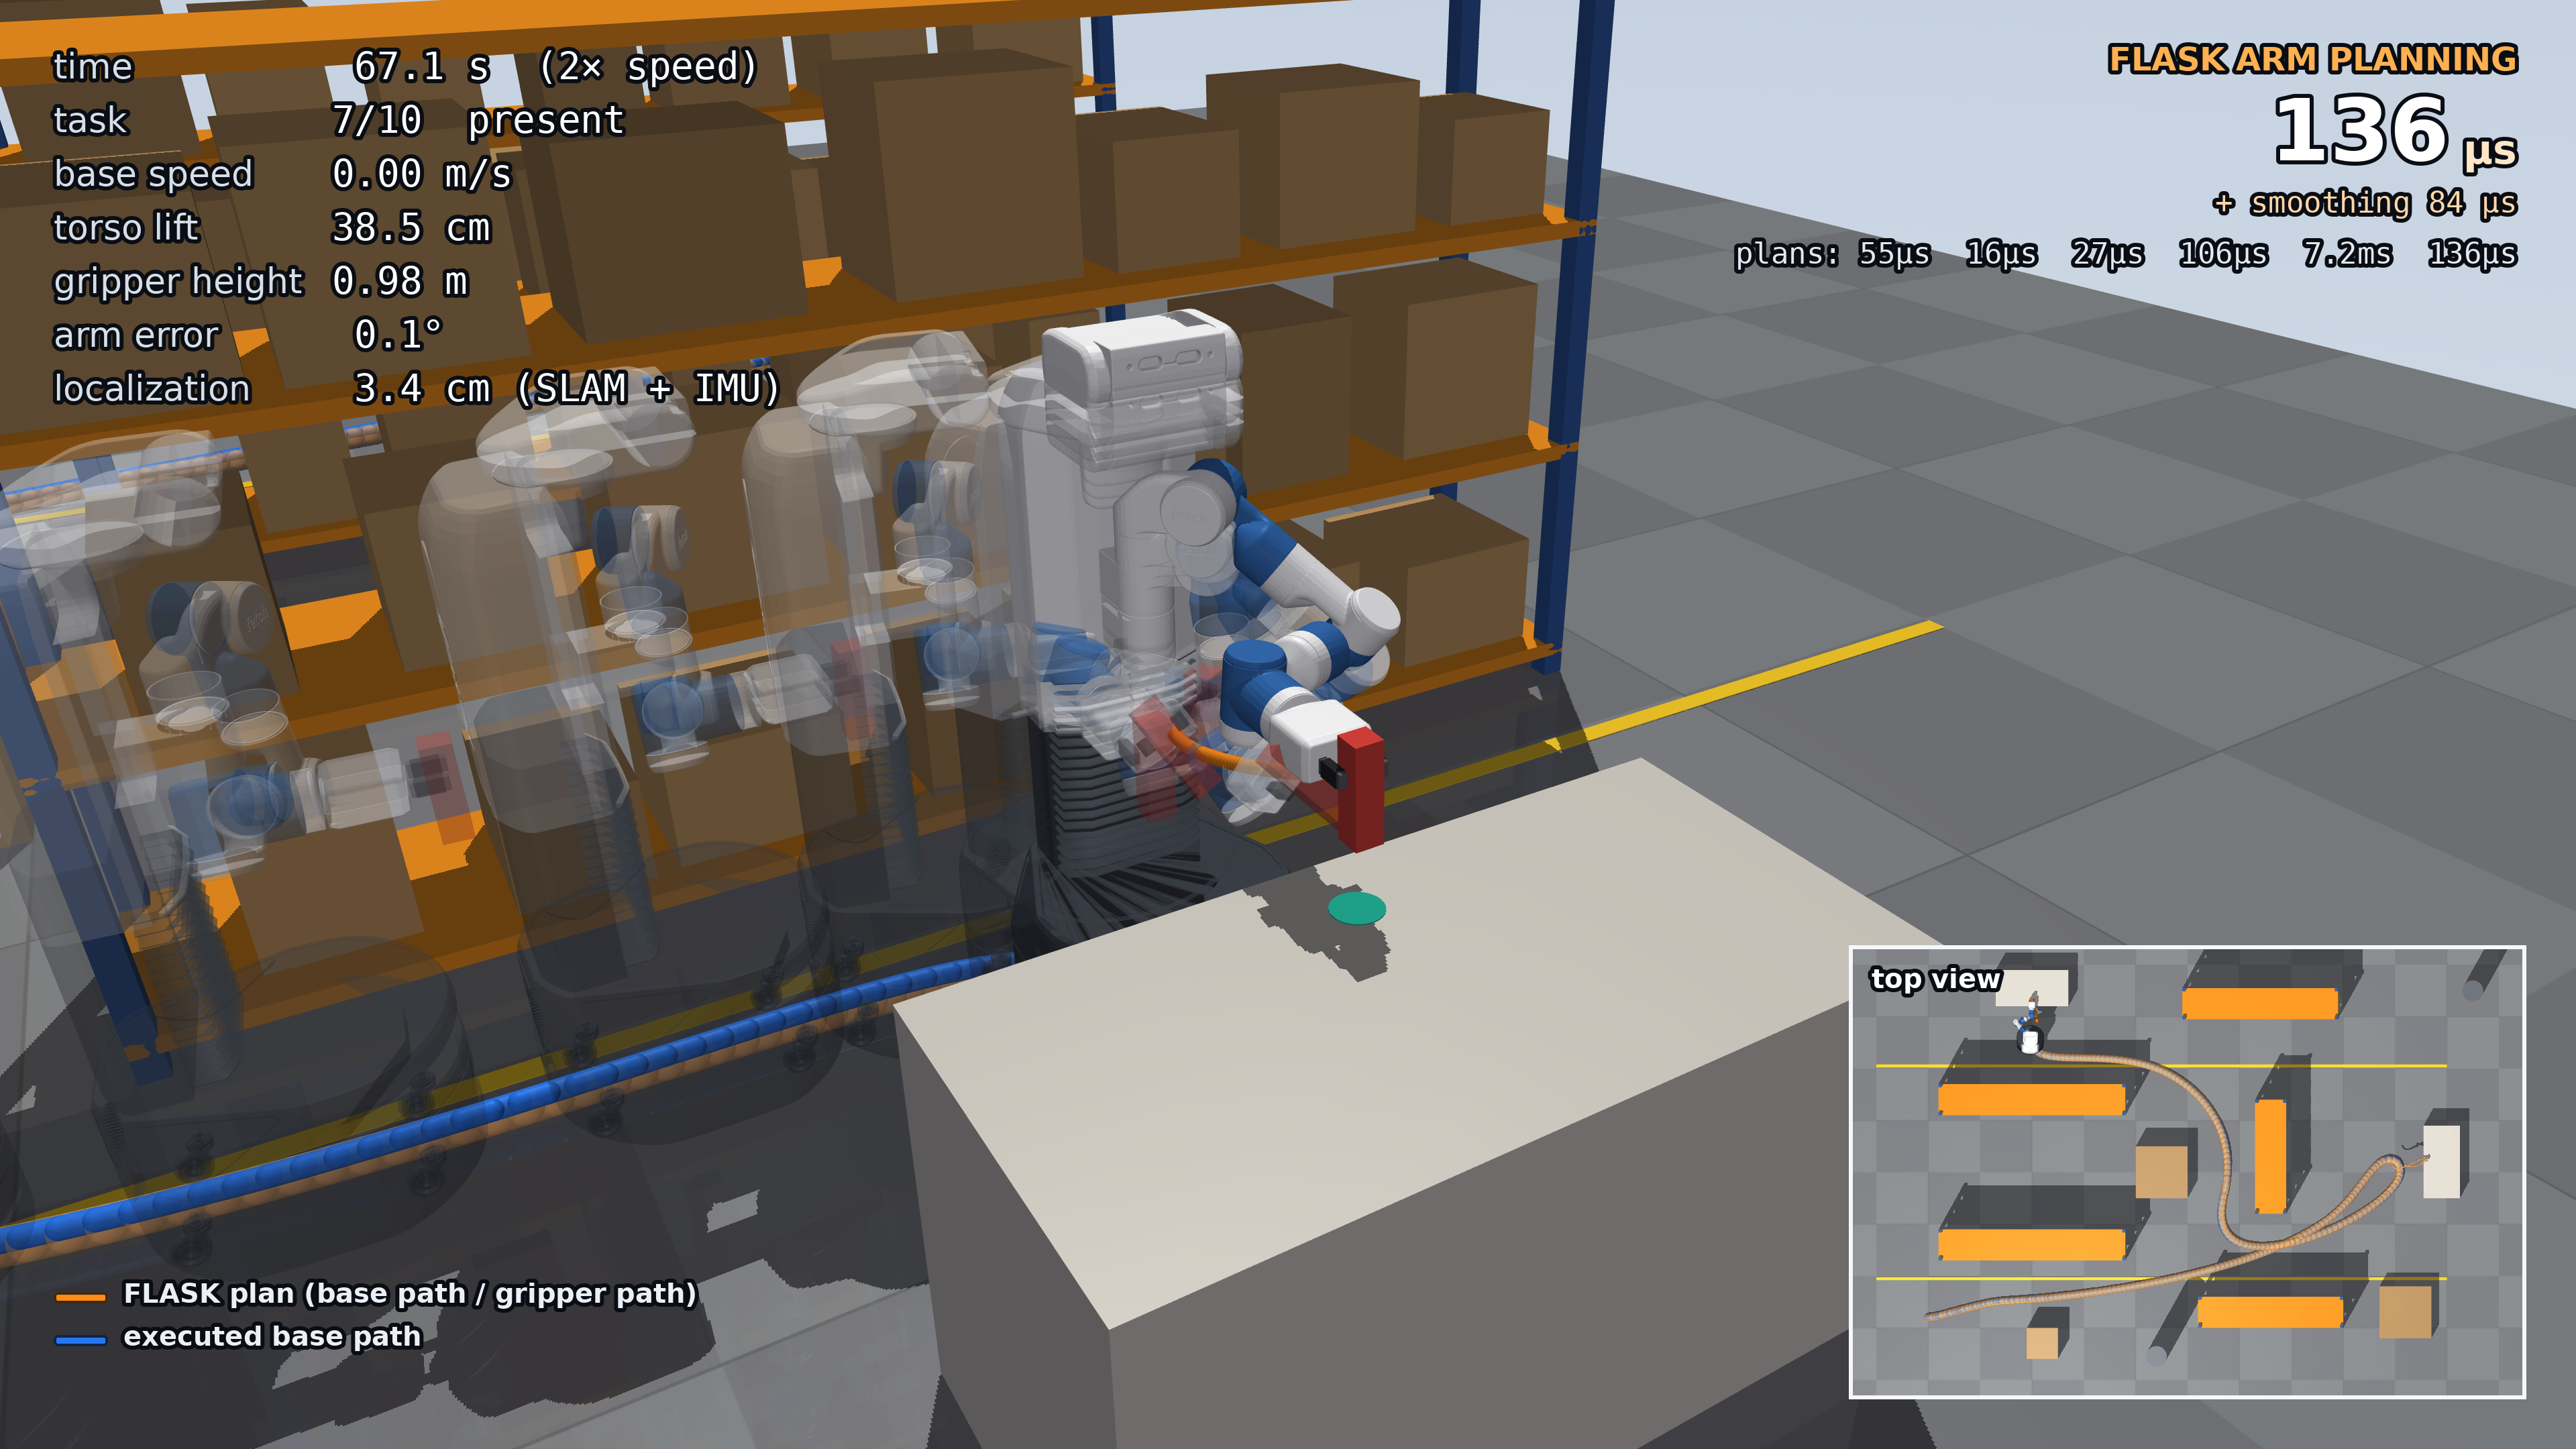 time 67.1 s (2× speed)
task 7/10 present
base speed 0.00 m/s
torso lift 38.5 cm
gripper height 0.98 m
arm error 0.1°
localization 3.4 cm (SLAM + IMU)
FLASK ARM PLANNING
136 µs
+ smoothing 84 µs
plans: 55µs 16µs 27µs 106µs 7.2ms 136µs
fetch
top view
FLASK plan (base path / gripper path)
executed base path